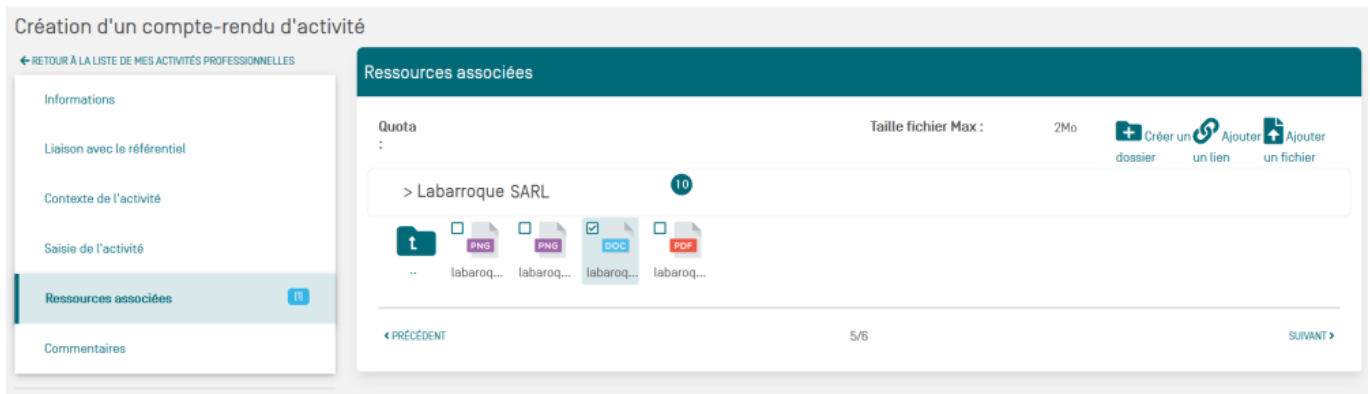 Création d'un compte-rendu d'activité
RETOUR À LA LISTE DE MES ACTIVITÉS PROFESSIONNELLES
Informations
Liaison avec le référentiel
Contexte de l'activité
Saisie de l'activité
Ressources associées [1]
Commentaires
Ressources associées
Quota
:
Taille fichier Max : 2Mo
Créer un dossier
Ajouter un lien
Ajouter un fichier
> Labarroque SARL 10
PNG PNG DOC PDF
.. labaroq... labaroq... labaroq... labaroq...
< PRÉCÉDENT 5/6 SUIVANT >